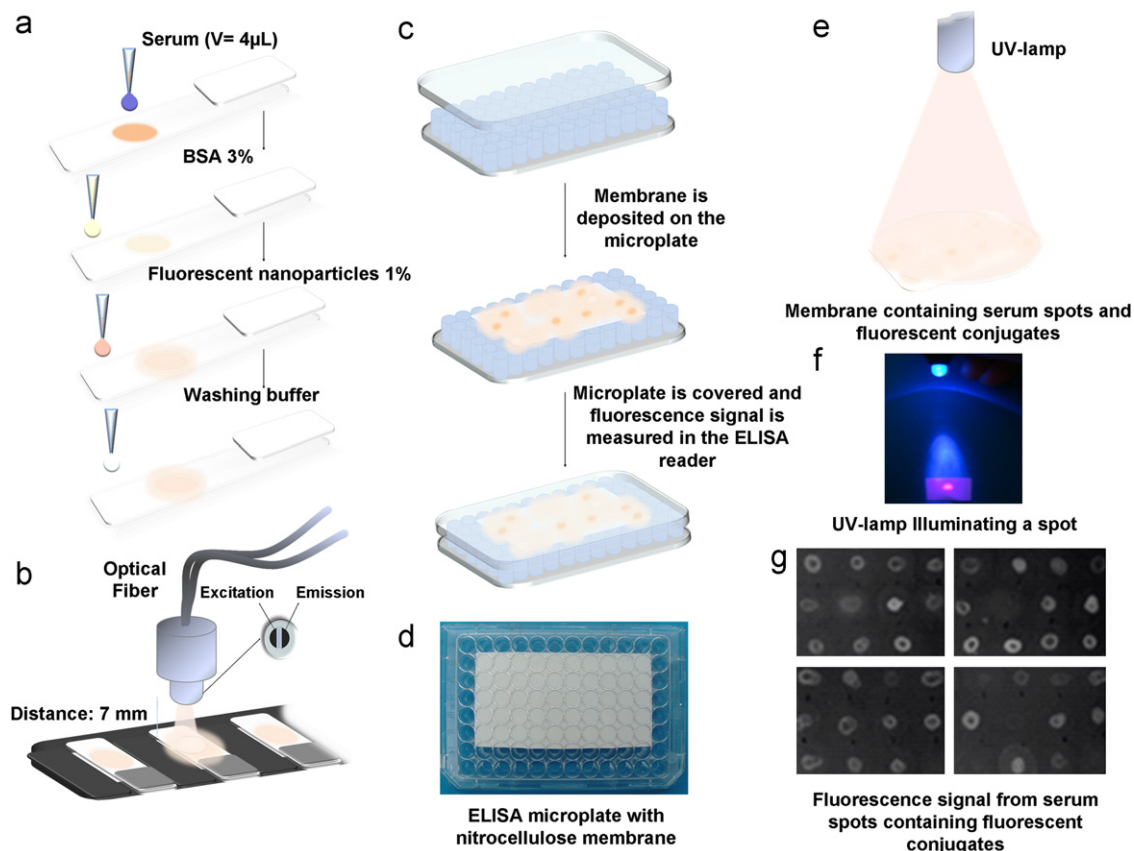 a
Serum (V= 4µL)
BSA 3%
Fluorescent nanoparticles 1%
Washing buffer
b
Optical
Fiber
Excitation
Emission
Distance: 7 mm
c
Membrane is
deposited on the
microplate
Microplate is covered and
fluorescence signal is
measured in the ELISA
reader
d
ELISA microplate with
nitrocellulose membrane
e
UV-lamp
Membrane containing serum spots and
fluorescent conjugates
f
UV-lamp Illuminating a spot
g
Fluorescence signal from serum
spots containing fluorescent
conjugates